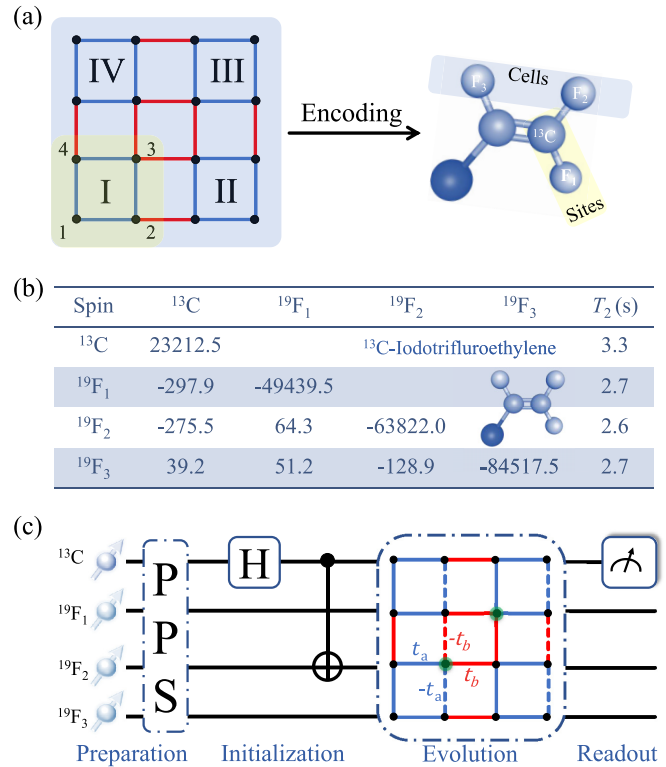 (a)
IV III
4 3
I II
1 2
Encoding
F3 Cells F2
13C
F1
Sites
(b)
Spin 13C 19F1 19F2 19F3 T2 (s)
13C 23212.5 13C-Iodotrifluroethylene 3.3
19F1 -297.9 -49439.5 2.7
19F2 -275.5 64.3 -63822.0 2.6
19F3 39.2 51.2 -128.9 -84517.5 2.7
(c)
13C H
19F1
19F2
19F3
P
P
S
ta -tb
-ta tb
Preparation Initialization Evolution Readout